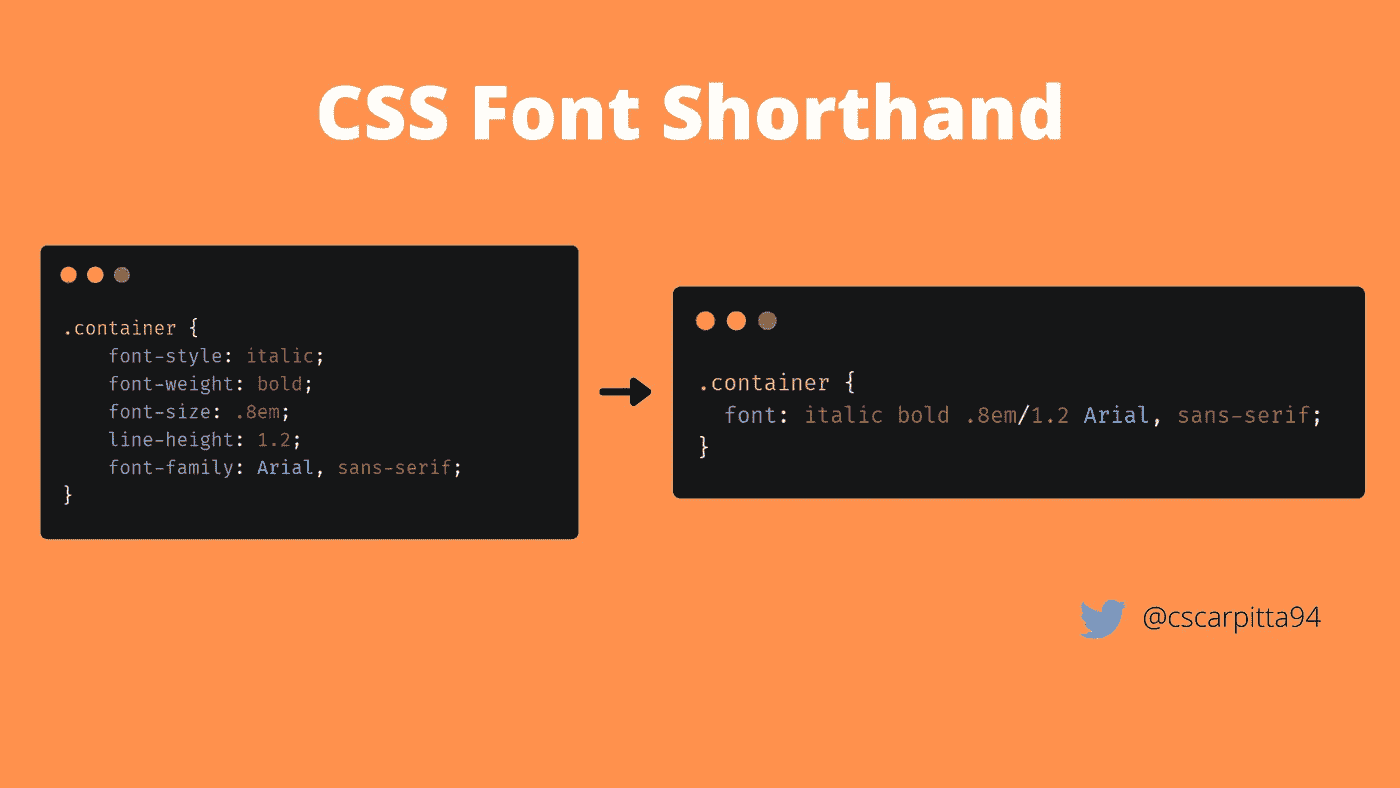 CSS Font Shorthand
.container {
    font-style: italic;
    font-weight: bold;
    font-size: .8em;
    line-height: 1.2;
    font-family: Arial, sans-serif;
}
.container {
  font: italic bold .8em/1.2 Arial, sans-serif;
}
@cscarpitta94